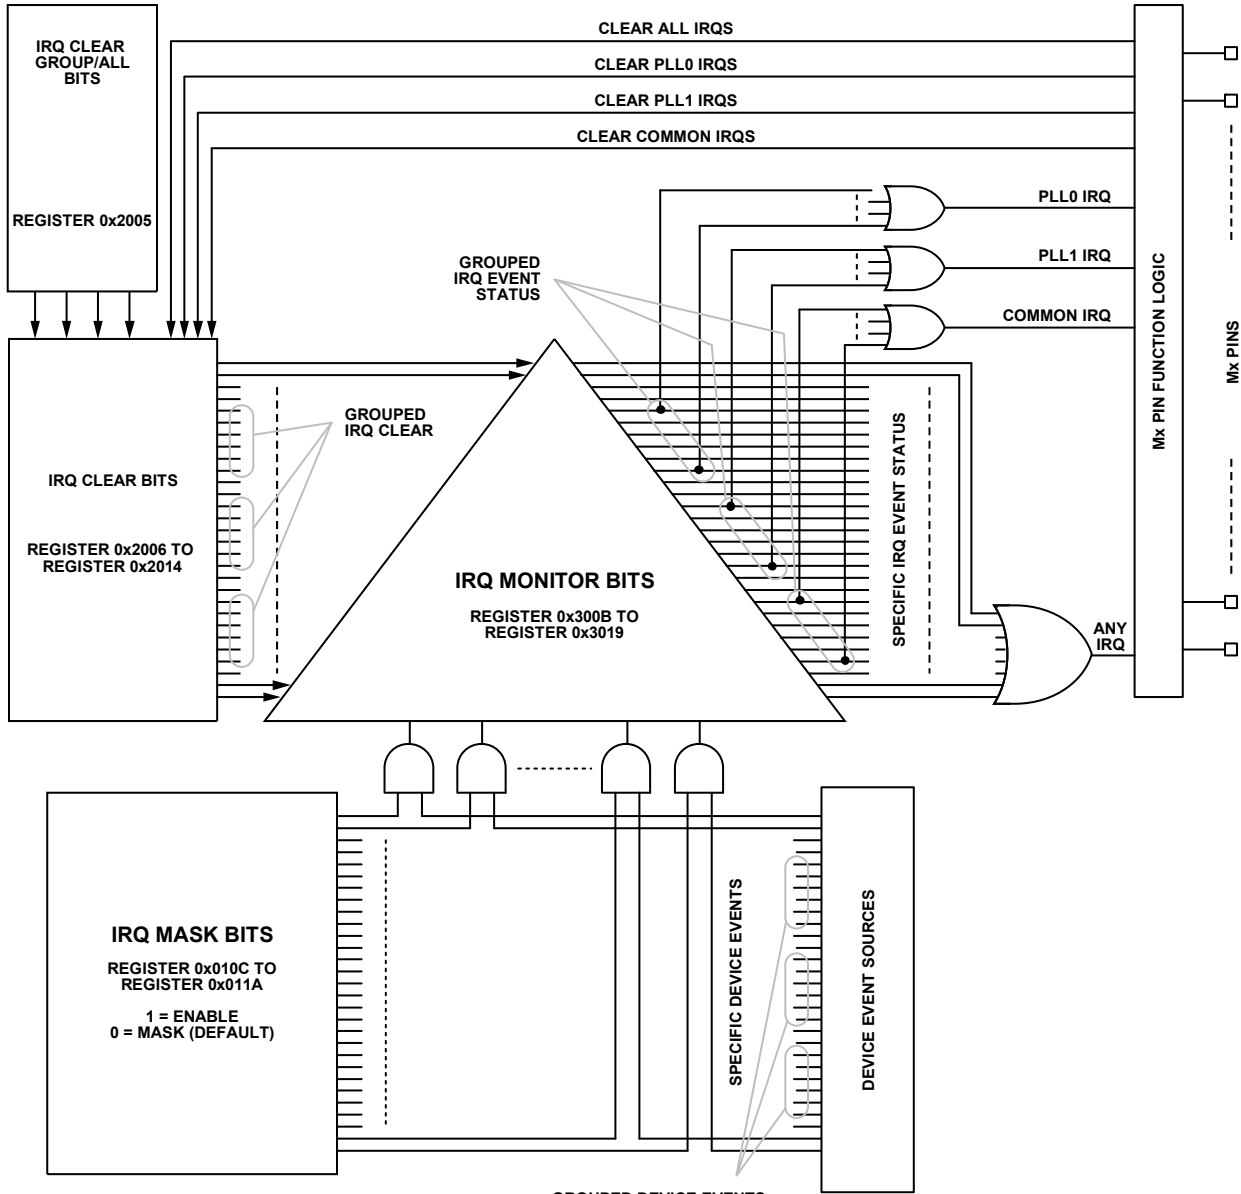 IRQ CLEAR
GROUP/ALL
BITS
REGISTER 0x2005
CLEAR ALL IRQS
CLEAR PLL0 IRQS
CLEAR PLL1 IRQS
CLEAR COMMON IRQS
PLL0 IRQ
PLL1 IRQ
COMMON IRQ
GROUPED
IRQ EVENT
STATUS
Mx PIN FUNCTION LOGIC
Mx PINS
GROUPED
IRQ CLEAR
IRQ CLEAR BITS
REGISTER 0x2006 TO
REGISTER 0x2014
IRQ MONITOR BITS
REGISTER 0x300B TO
REGISTER 0x3019
SPECIFIC IRQ EVENT STATUS
ANY
IRQ
IRQ MASK BITS
REGISTER 0x010C TO
REGISTER 0x011A
1 = ENABLE
0 = MASK (DEFAULT)
SPECIFIC DEVICE EVENTS
DEVICE EVENT SOURCES
GROUPED DEVICE EVENTS